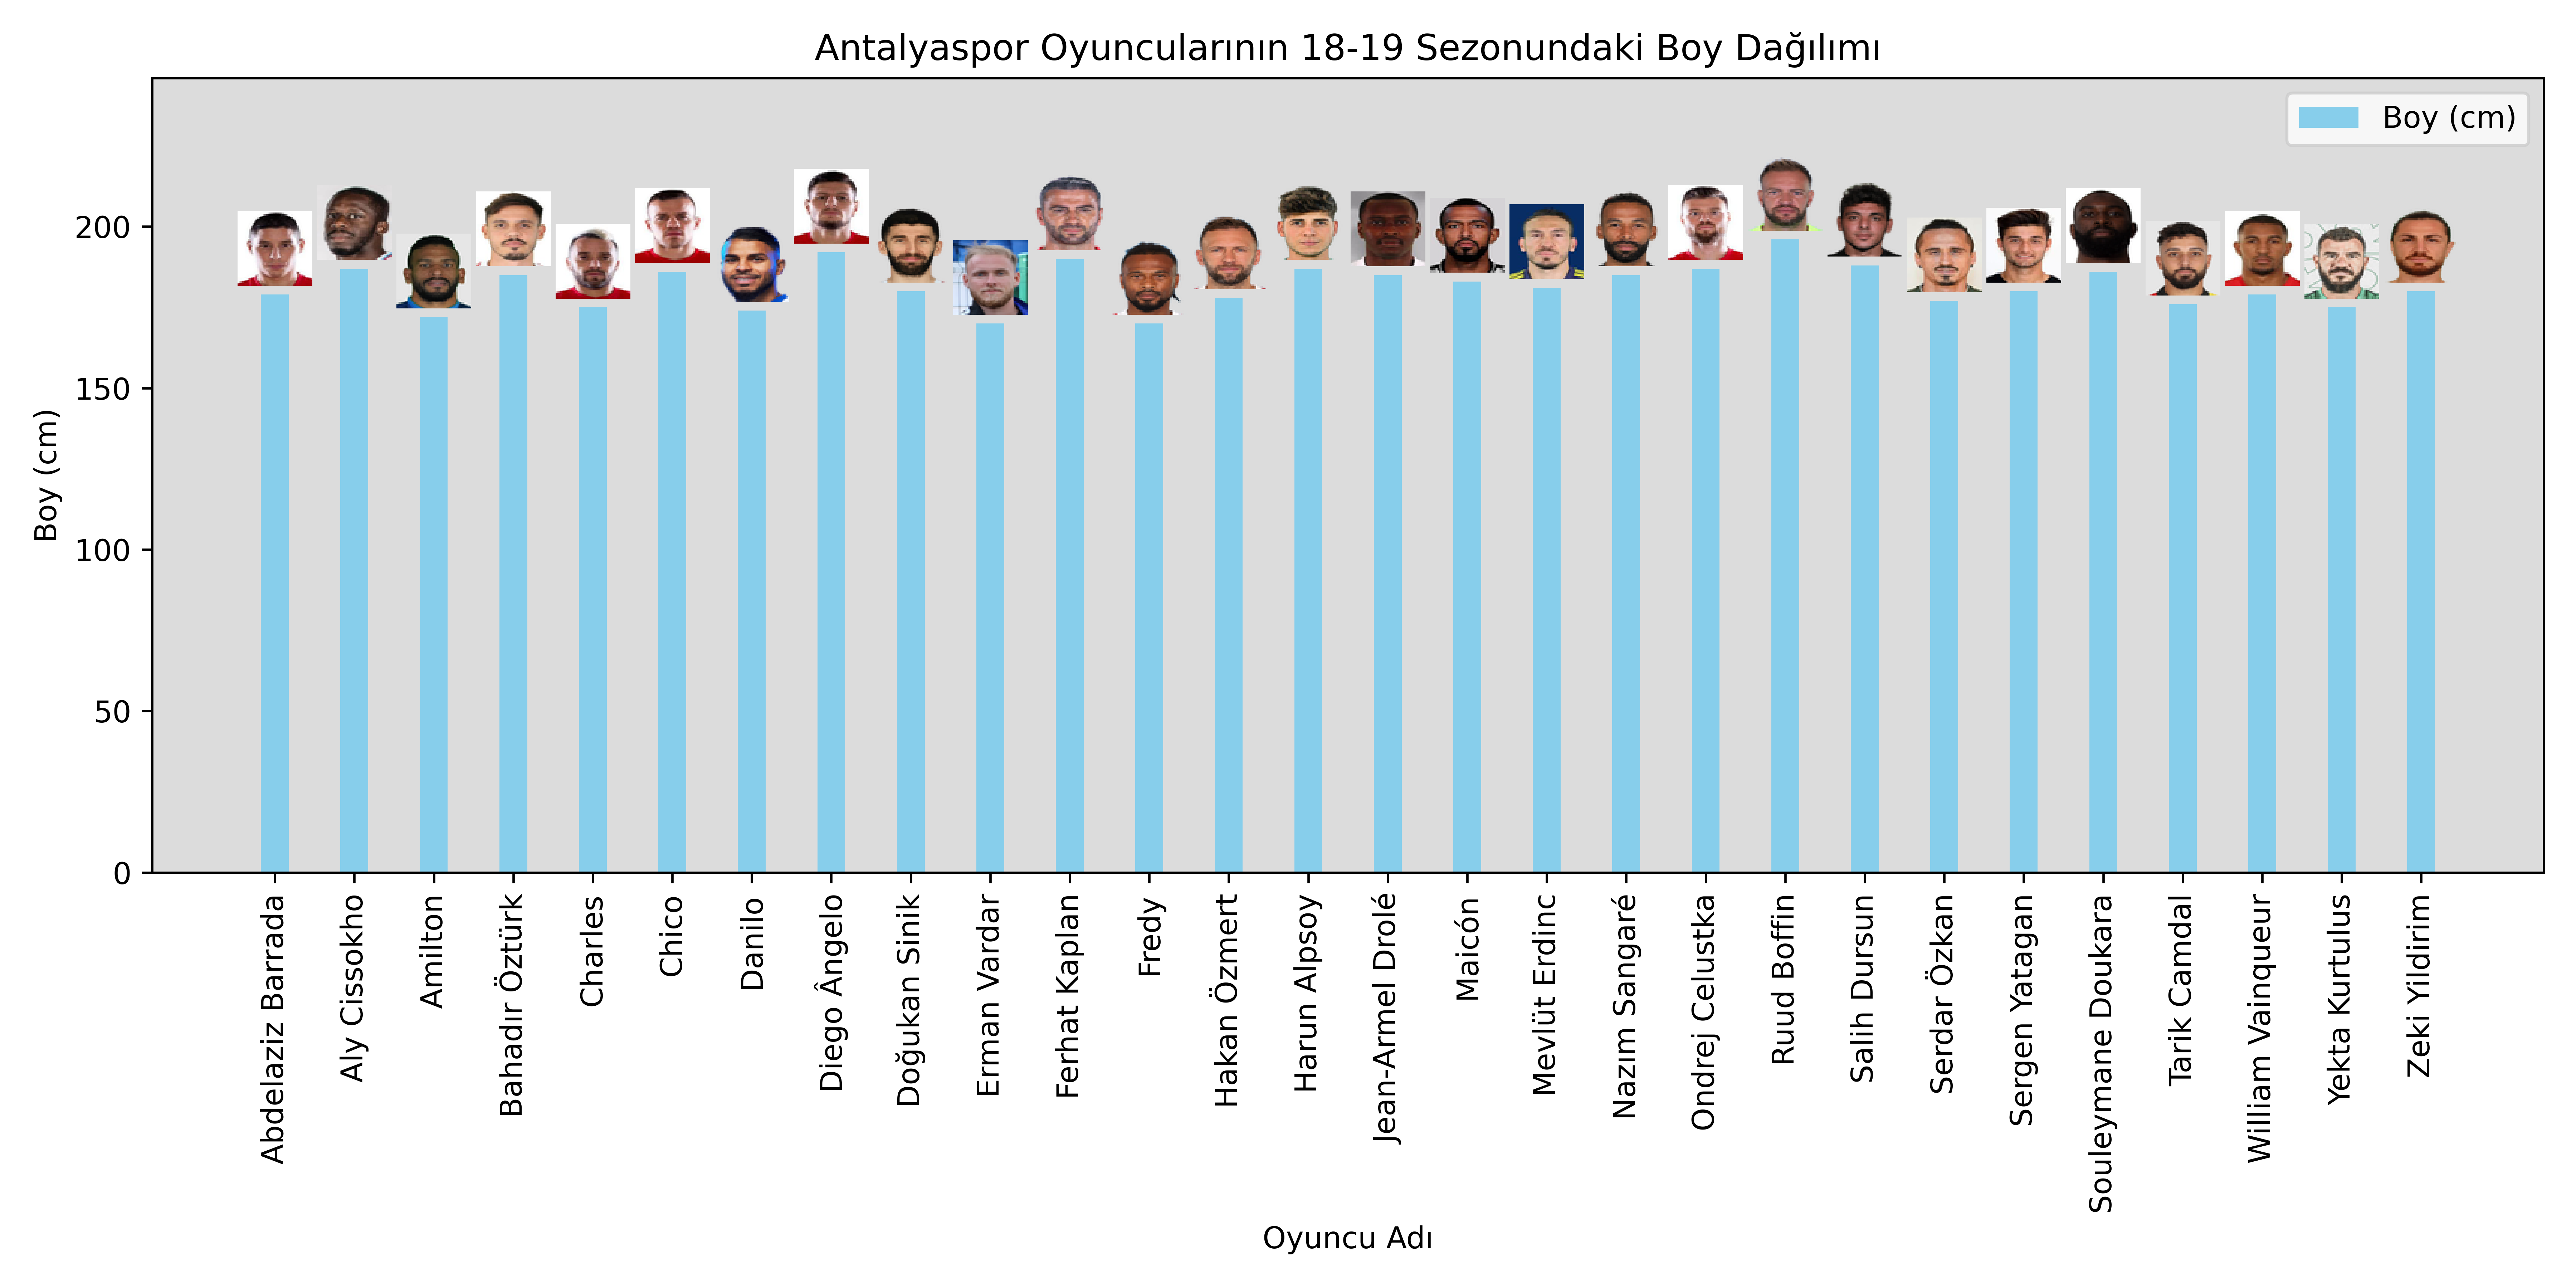 Antalyaspor Oyuncularının 18-19 Sezonundaki Boy Dağılımı
Boy (cm)
200
150
100
50
0
Boy (cm)
Abdelaziz Barrada
Aly Cissokho
Amilton
Bahadır Öztürk
Charles
Chico
Danilo
Diego Ângelo
Doğukan Sinik
Erman Vardar
Ferhat Kaplan
Fredy
Hakan Özmert
Harun Alpsoy
Jean-Armel Drolé
Maicón
Mevlüt Erdinc
Nazım Sangaré
Ondrej Celustka
Ruud Boffin
Salih Dursun
Serdar Özkan
Sergen Yatagan
Souleymane Doukara
Tarik Camdal
William Vainqueur
Yekta Kurtulus
Zeki Yildirim
Oyuncu Adı